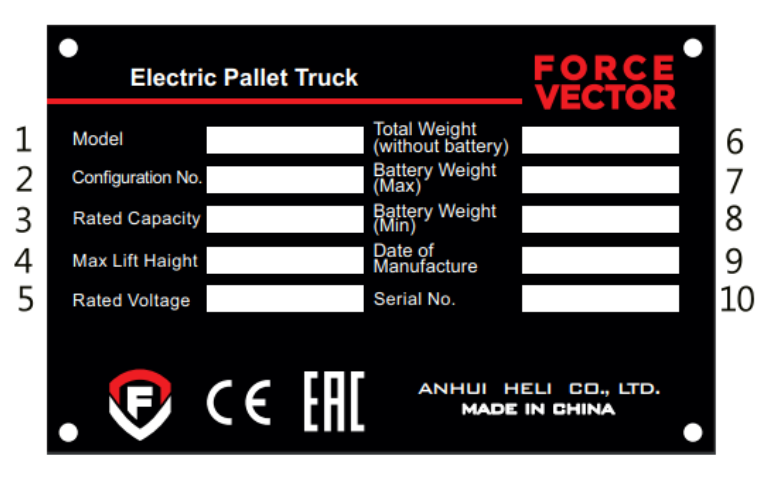 Electric Pallet Truck
FORCE
VECTOR
1 Model
Total Weight
(without battery) 6
2 Configuration No.
Battery Weight
(Max) 7
3 Rated Capacity
Battery Weight
(Min) 8
4 Max Lift Haight
Date of
Manufacture 9
5 Rated Voltage
Serial No. 10
F
CE
EAC
ANHUI HELI CO., LTD.
MADE IN CHINA